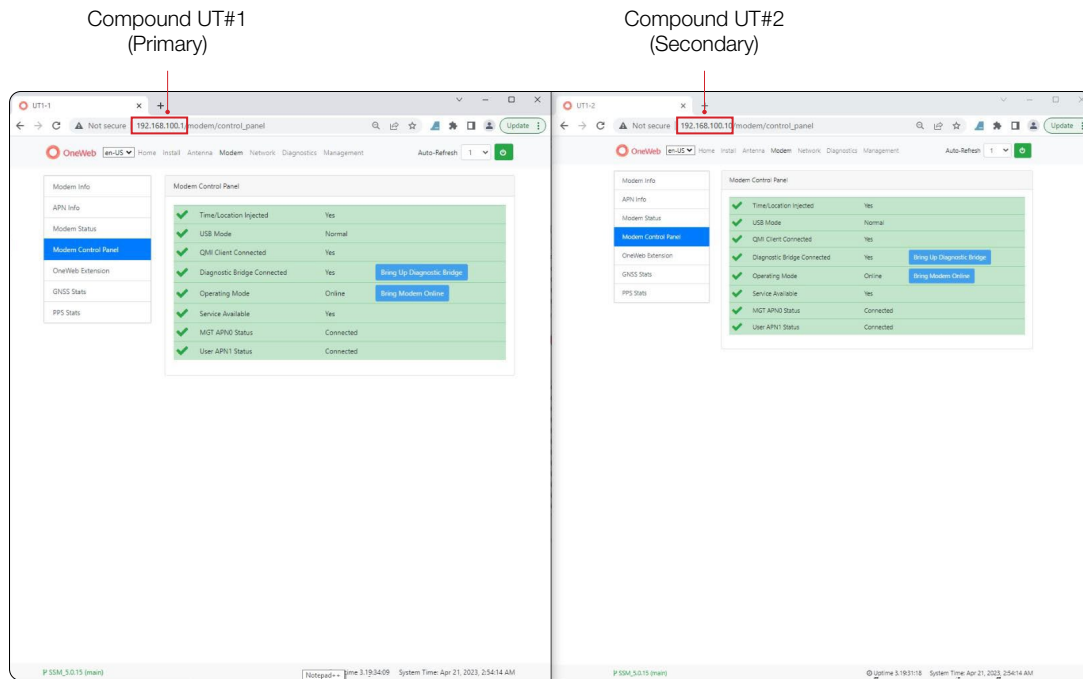 Compound UT#1
(Primary)
Compound UT#2
(Secondary)
UT1-1
Not secure 192.168.100.1/modem/control_panel Update
OneWeb en-US Home Install Antenna Modem Network Diagnostics Management Auto-Refresh 1
Modem Info
APN Info
Modem Status
Modem Control Panel
OneWeb Extension
GNSS Stats
PPS Stats
Modem Control Panel
Time/Location Injected Yes
USB Mode Normal
QMI Client Connected Yes
Diagnostic Bridge Connected Yes Bring Up Diagnostic Bridge
Operating Mode Online Bring Modem Online
Service Available Yes
MGT APN0 Status Connected
User APN1 Status Connected
SSM_5.0.15 (main) Notepad++ 3.19:34:09 System Time: Apr 21, 2023, 2:54:14 AM
UT1-2
Not secure 192.168.100.10/modem/control_panel Update
OneWeb en-US Home Install Antenna Modem Network Diagnostics Management Auto-Refresh 1
Modem Info
APN Info
Modem Status
Modem Control Panel
OneWeb Extension
GNSS Stats
PPS Stats
Modem Control Panel
Time/Location Injected Yes
USB Mode Normal
QMI Client Connected Yes
Diagnostic Bridge Connected Yes Bring Up Diagnostic Bridge
Operating Mode Online Bring Modem Online
Service Available Yes
MGT APN0 Status Connected
User APN1 Status Connected
SSM_5.0.15 (main) Uptime 3.19:31:18 System Time: Apr 21, 2023, 2:54:14 AM